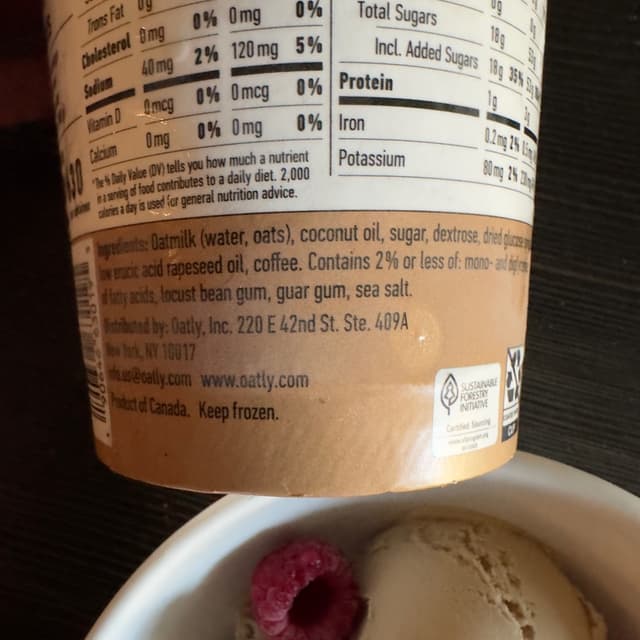 Trans Fat 0g
Cholesterol 0mg 0% 0mg 0%
Sodium 40mg 2% 120mg 5%
Vitamin D 0mcg 0% 0mcg 0%
Calcium 0mg 0% 0mg 0%
*The % Daily Value (DV) tells you how much a nutrient
in a serving of food contributes to a daily diet. 2,000
calories a day is used for general nutrition advice.
0g 0g
Total Sugars 18g
Incl. Added Sugars 18g 36%
Protein 1g
Iron 0.2mg 2%
Potassium 80mg 2%
Ingredients: Oatmilk (water, oats), coconut oil, sugar, dextrose, dried glucose
low erucic acid rapeseed oil, coffee. Contains 2% or less of: mono- and
of fatty acids, locust bean gum, guar gum, sea salt.
Distributed by: Oatly, Inc. 220 E 42nd St. Ste. 409A
New York, NY 10017
info.us@oatly.com www.oatly.com
Product of Canada. Keep frozen.
SUSTAINABLE
FORESTRY
INITIATIVE
Certified Sourcing